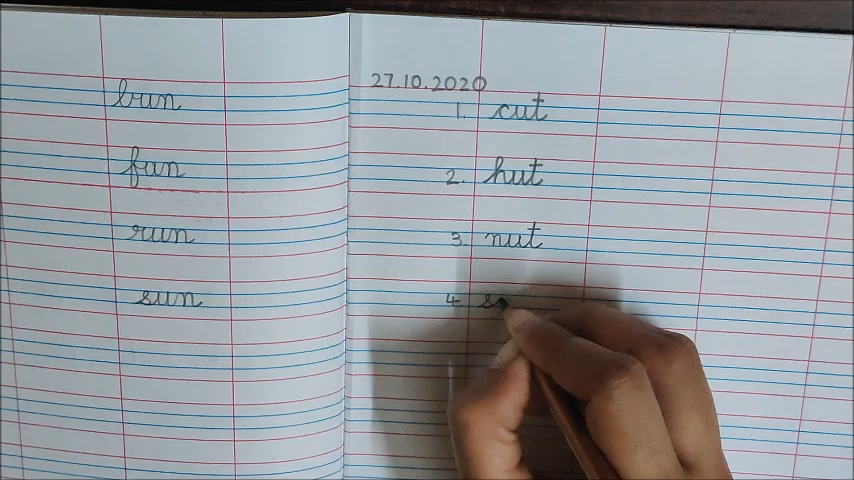 bun
fun
run
sun
27.10.2020
1. cut
2. hut
3. nut
4. s